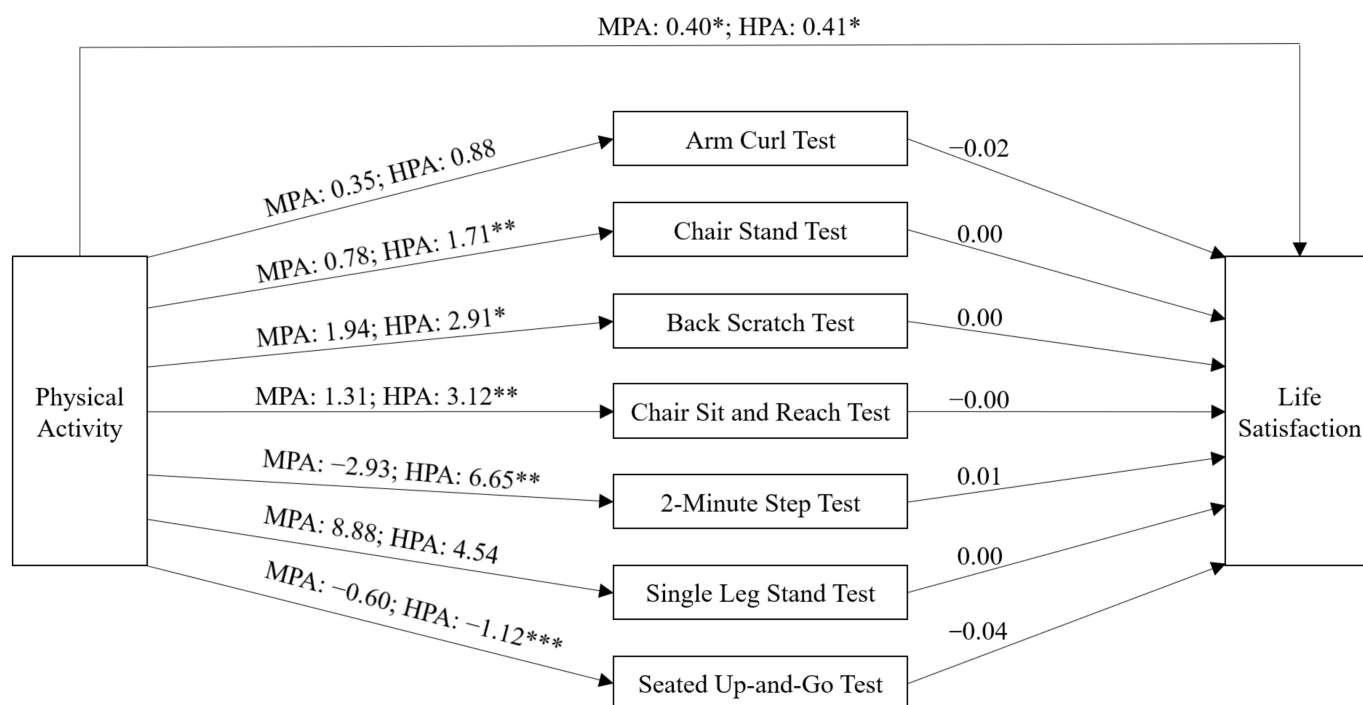 MPA: 0.40*; HPA: 0.41*
MPA: 0.35; HPA: 0.88
Arm Curl Test
−0.02
MPA: 0.78; HPA: 1.71**
Chair Stand Test
0.00
MPA: 1.94; HPA: 2.91*
Back Scratch Test
0.00
Physical
Activity
MPA: 1.31; HPA: 3.12**
Chair Sit and Reach Test
−0.00
Life
Satisfaction
MPA: −2.93; HPA: 6.65**
2-Minute Step Test
0.01
MPA: 8.88; HPA: 4.54
Single Leg Stand Test
0.00
MPA: −0.60; HPA: −1.12***
Seated Up-and-Go Test
−0.04